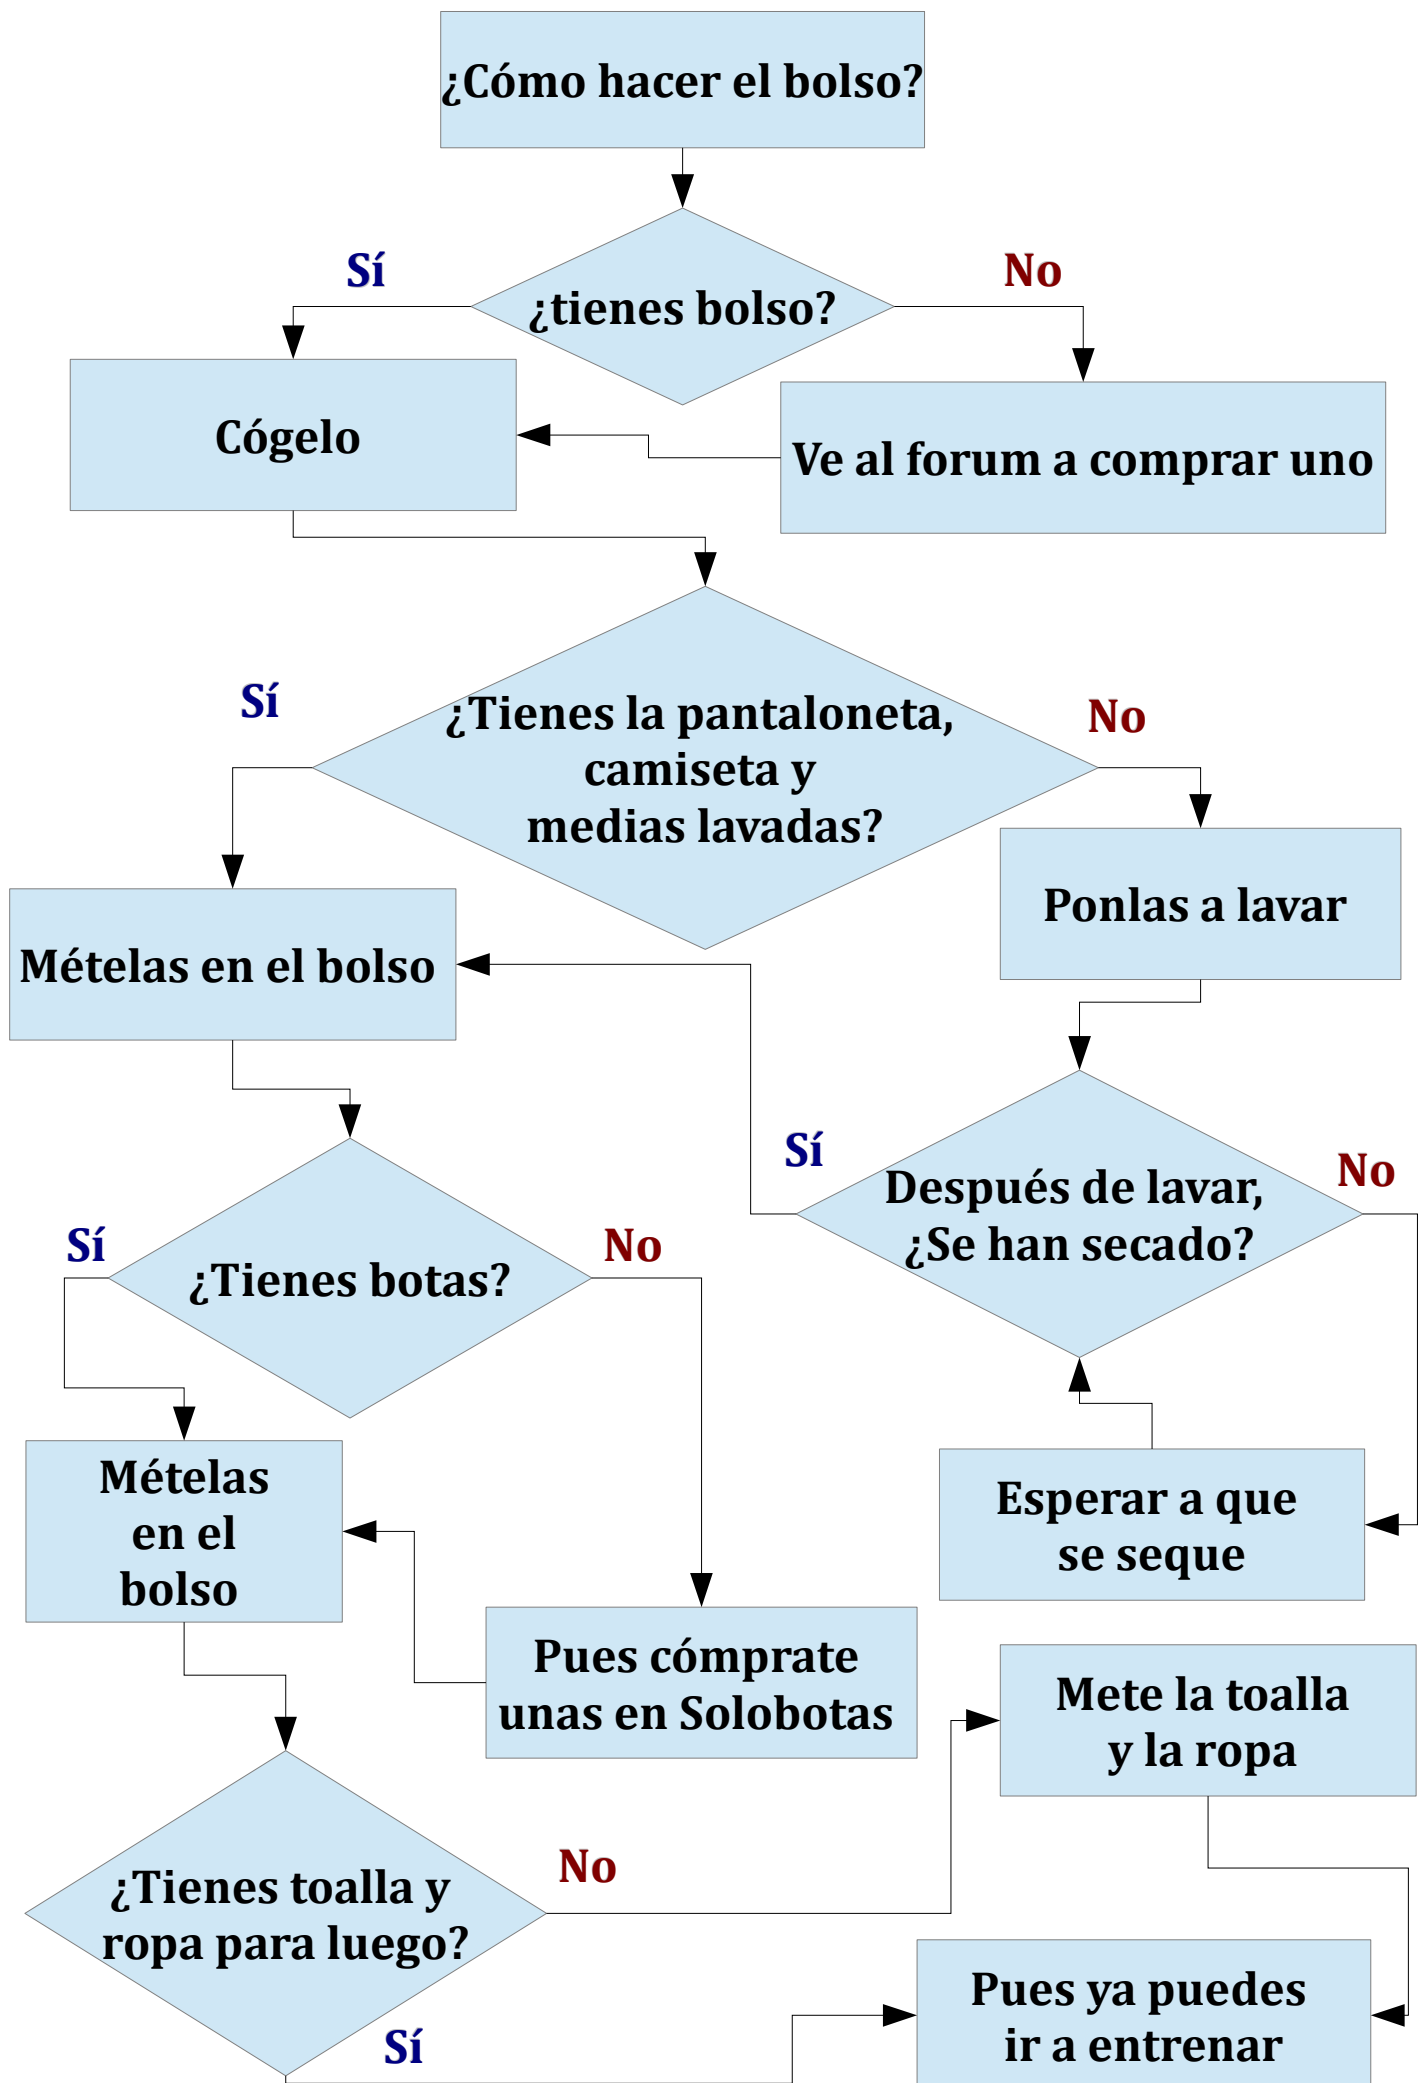 ¿Cómo hacer el bolso?
Sí
No
¿tienes bolso?
Cógelo
Ve al forum a comprar uno
Sí
No
¿Tienes la pantaloneta,
camiseta y
medias lavadas?
Ponlas a lavar
Mételas en el bolso
Sí
No
Después de lavar,
¿Se han secado?
Sí
No
¿Tienes botas?
Mételas
en el
bolso
Esperar a que
se seque
Pues cómprate
unas en Solobotas
Mete la toalla
y la ropa
No
¿Tienes toalla y
ropa para luego?
Sí
Pues ya puedes
ir a entrenar